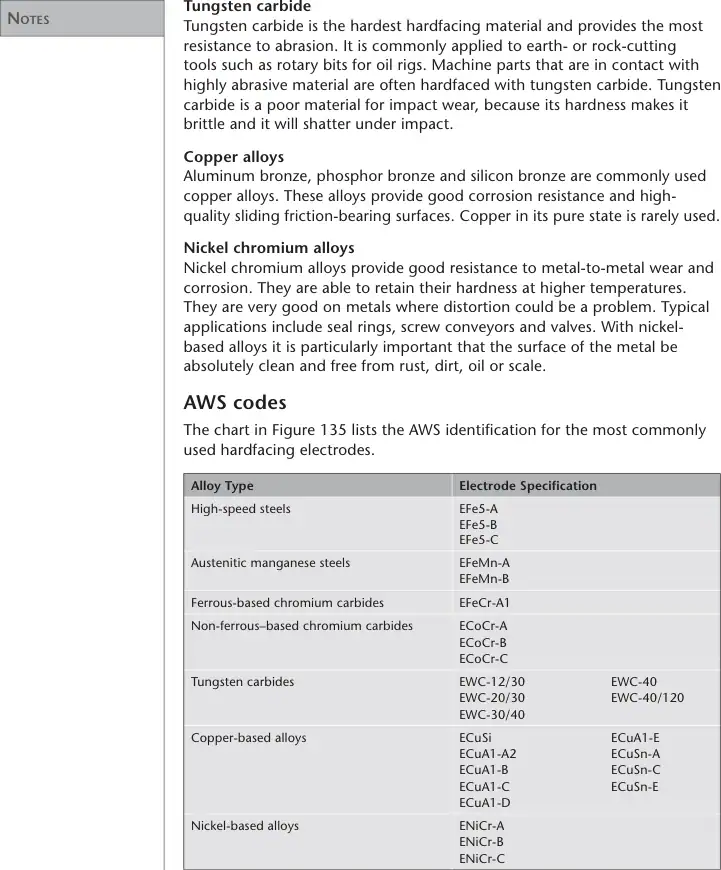 NOTES
Tungsten carbide
Tungsten carbide is the hardest hardfacing material and provides the most
resistance to abrasion. It is commonly applied to earth- or rock-cutting
tools such as rotary bits for oil rigs. Machine parts that are in contact with
highly abrasive material are often hardfaced with tungsten carbide. Tungsten
carbide is a poor material for impact wear, because its hardness makes it
brittle and it will shatter under impact.
Copper alloys
Aluminum bronze, phosphor bronze and silicon bronze are commonly used
copper alloys. These alloys provide good corrosion resistance and high-
quality sliding friction-bearing surfaces. Copper in its pure state is rarely used.
Nickel chromium alloys
Nickel chromium alloys provide good resistance to metal-to-metal wear and
corrosion. They are able to retain their hardness at higher temperatures.
They are very good on metals where distortion could be a problem. Typical
applications include seal rings, screw conveyors and valves. With nickel-
based alloys it is particularly important that the surface of the metal be
absolutely clean and free from rust, dirt, oil or scale.
AWS codes
The chart in Figure 135 lists the AWS identification for the most commonly
used hardfacing electrodes.
Alloy Type Electrode Specification
High-speed steels EFe5-A
EFe5-B
EFe5-C
Austenitic manganese steels EFeMn-A
EFeMn-B
Ferrous-based chromium carbides EFeCr-A1
Non-ferrous–based chromium carbides ECoCr-A
ECoCr-B
ECoCr-C
Tungsten carbides EWC-12/30 EWC-40
EWC-20/30 EWC-40/120
EWC-30/40
Copper-based alloys ECuSi ECuA1-E
ECuA1-A2 ECuSn-A
ECuA1-B ECuSn-C
ECuA1-C ECuSn-E
ECuA1-D
Nickel-based alloys ENiCr-A
ENiCr-B
ENiCr-C